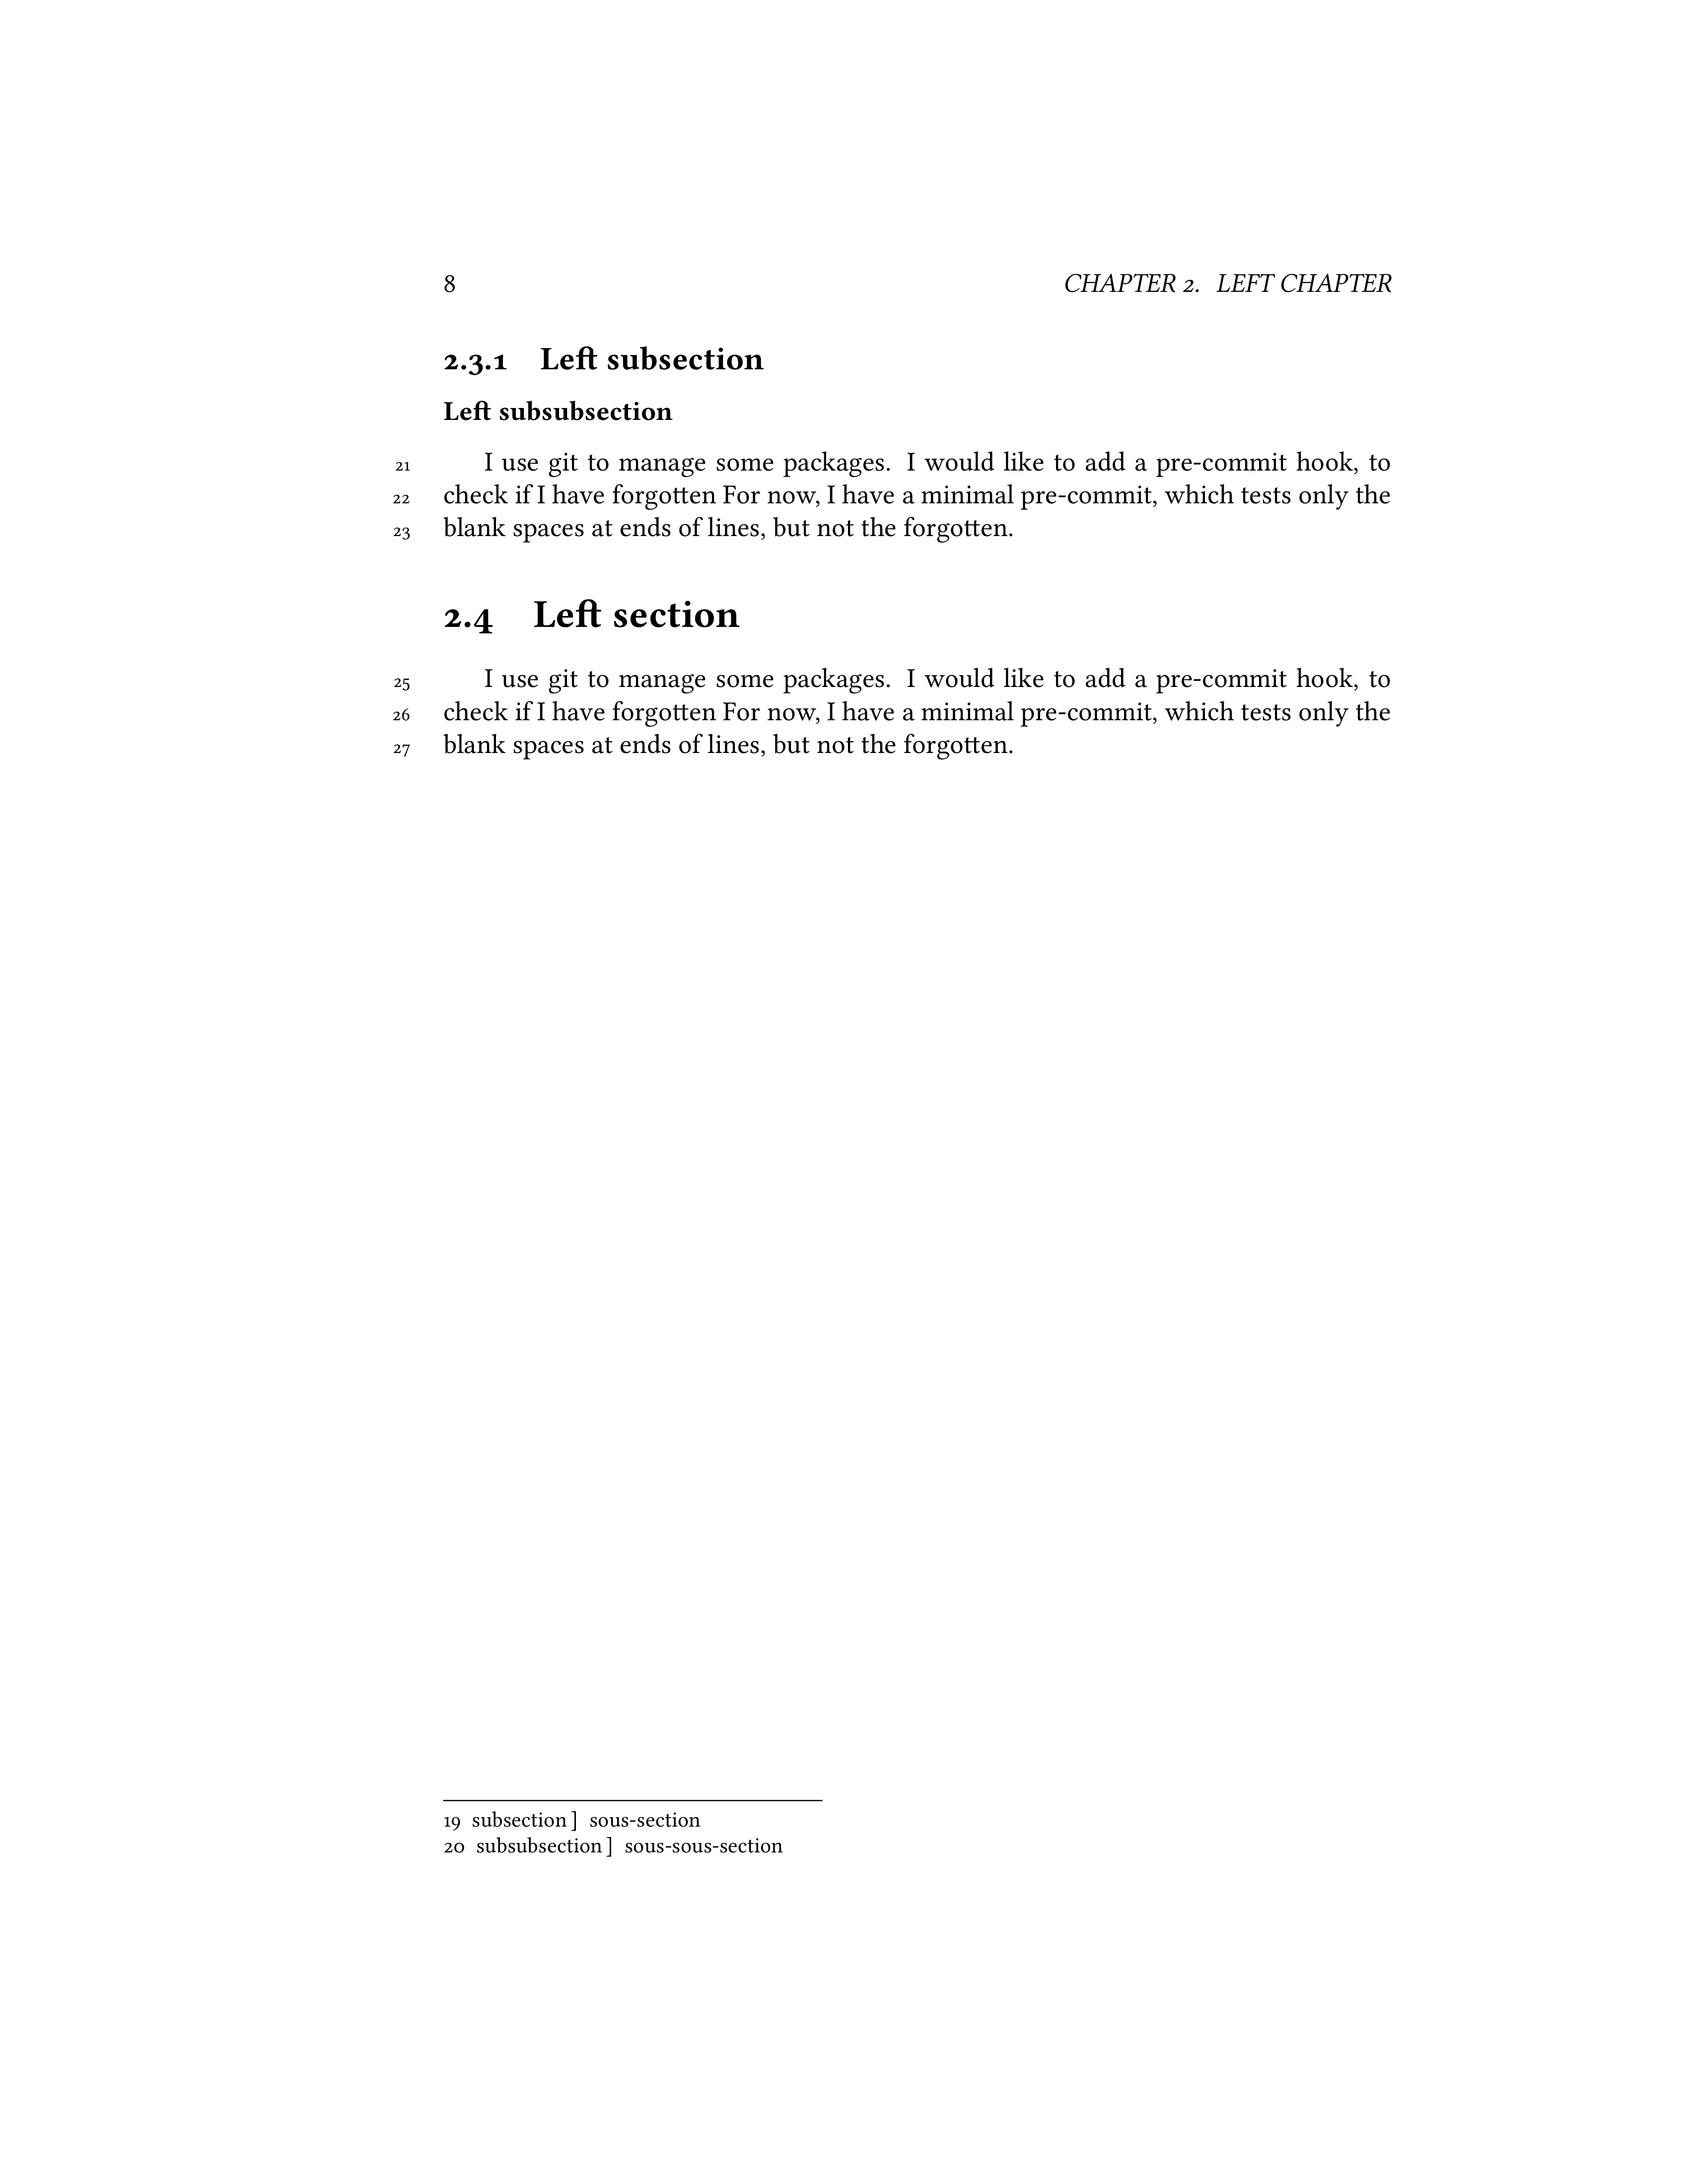 8 CHAPTER 2. LEFT CHAPTER
2.3.1 Left subsection
Left subsubsection
21 I use git to manage some packages. I would like to add a pre-commit hook, to
22 check if I have forgotten For now, I have a minimal pre-commit, which tests only the
23 blank spaces at ends of lines, but not the forgotten.
2.4 Left section
25 I use git to manage some packages. I would like to add a pre-commit hook, to
26 check if I have forgotten For now, I have a minimal pre-commit, which tests only the
27 blank spaces at ends of lines, but not the forgotten.
19 subsection] sous-section
20 subsubsection] sous-sous-section